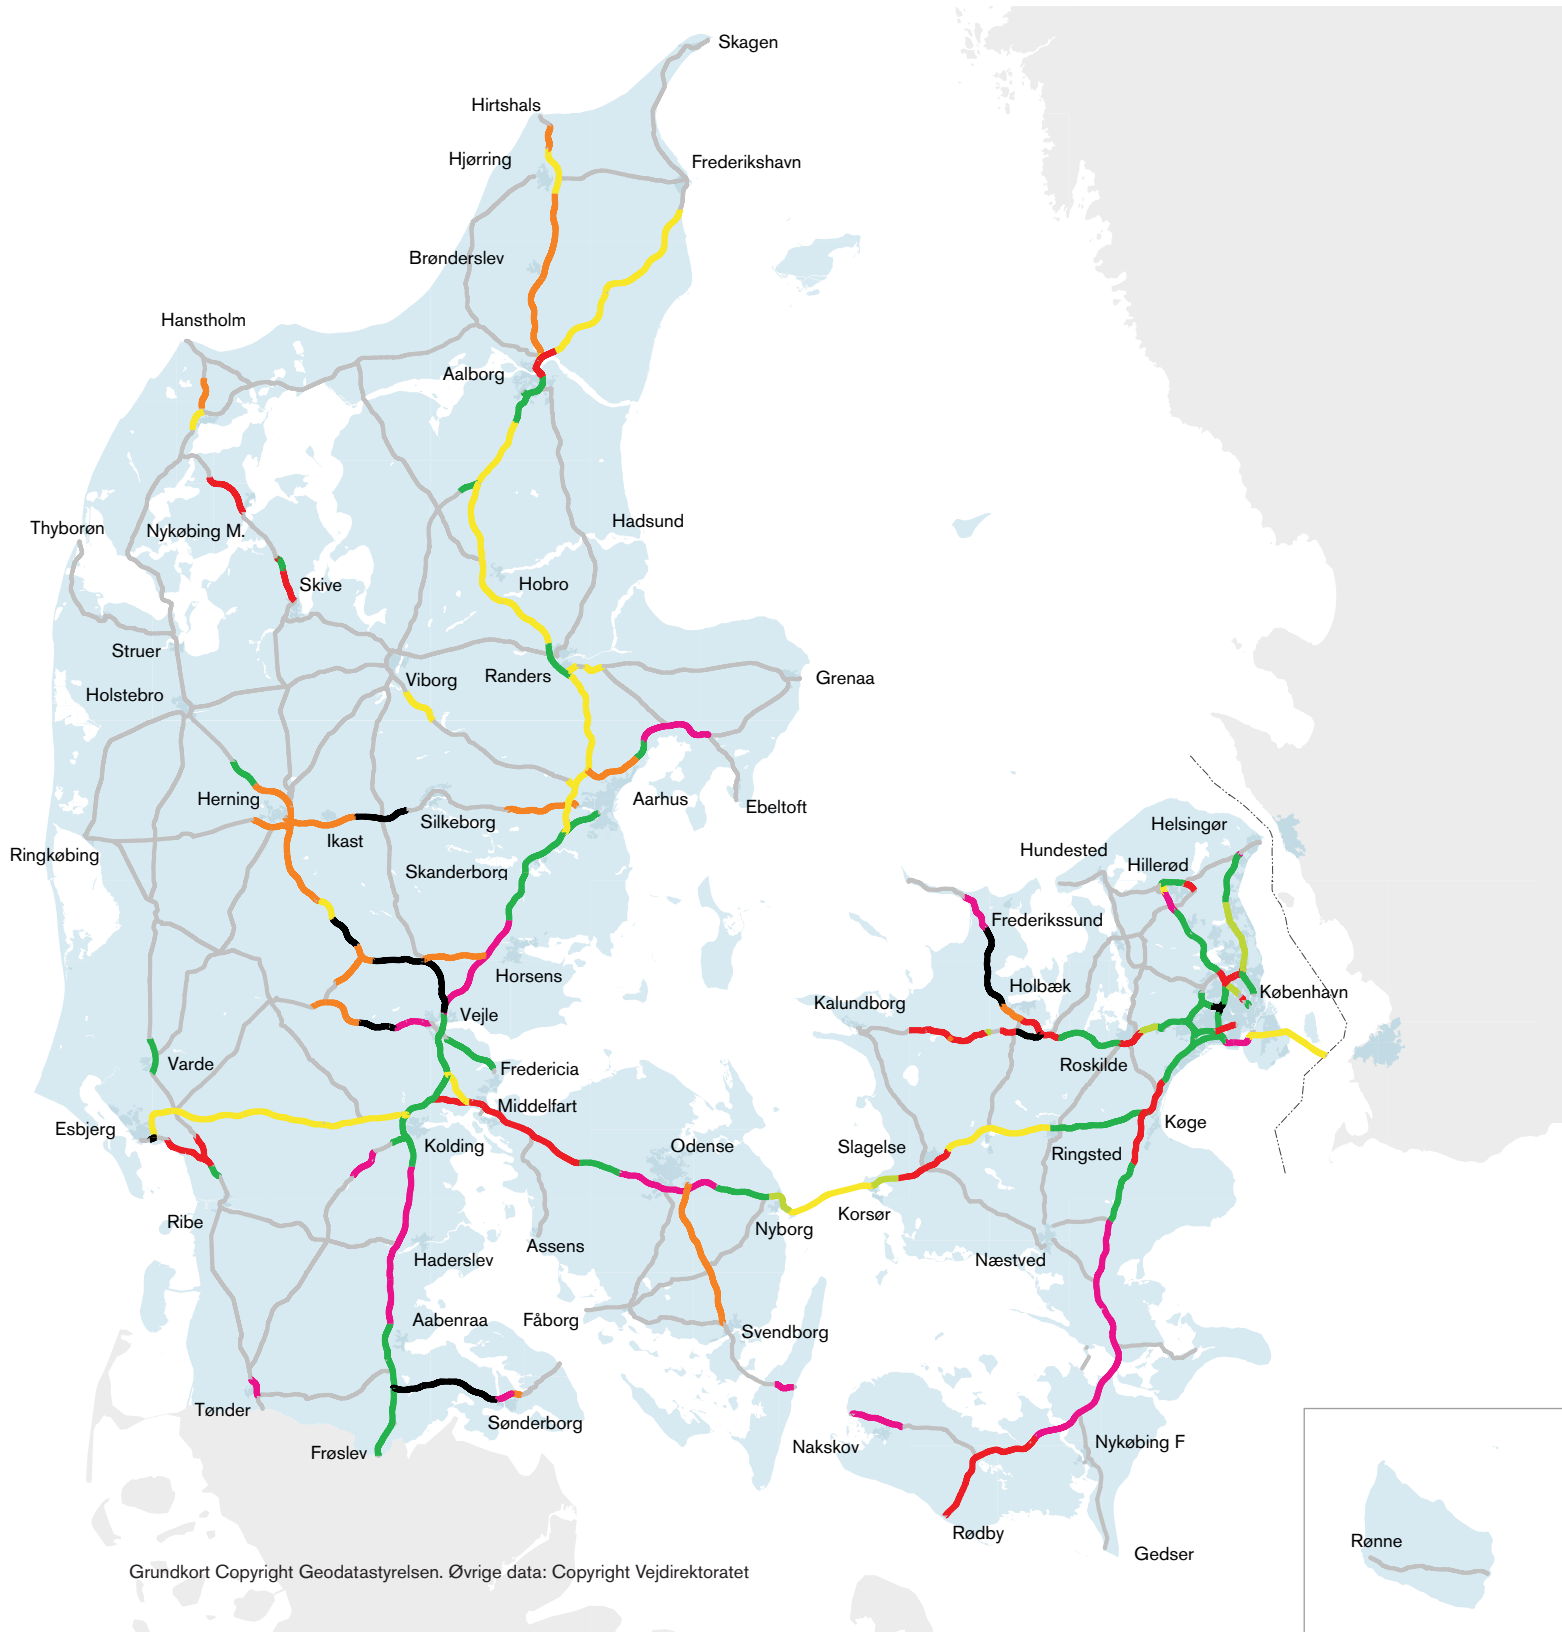 Skagen
Hirtshals
Hjørring
Frederikshavn
Brønderslev
Hanstholm
Aalborg
Thyborøn
Nykøbing M.
Hadsund
Skive
Hobro
Struer
Viborg
Randers
Grenaa
Holstebro
Herning
Aarhus
Ebeltoft
Silkeborg
Ikast
Ringkøbing
Skanderborg
Helsingør
Hundested
Hillerød
Frederikssund
Horsens
Holbæk
København
Kalundborg
Vejle
Varde
Fredericia
Roskilde
Middelfart
Esbjerg
Køge
Kolding
Odense
Slagelse
Ringsted
Ribe
Nyborg
Korsør
Assens
Haderslev
Næstved
Aabenraa
Fåborg
Svendborg
Tønder
Sønderborg
Frøslev
Nakskov
Nykøbing F
Rødby
Gedser
Rønne
Grundkort Copyright Geodatastyrelsen. Øvrige data: Copyright Vejdirektoratet